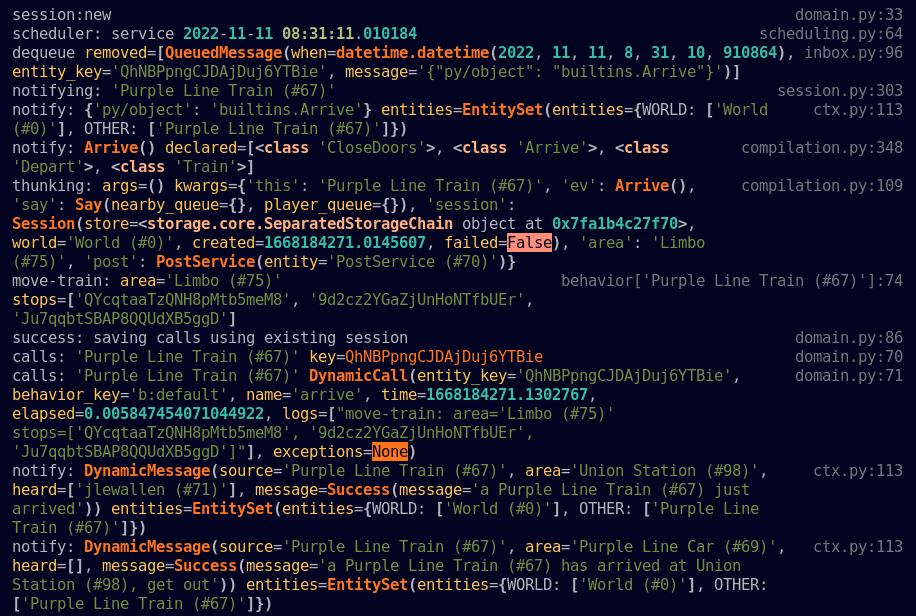 session:new domain.py:33
scheduler: service 2022-11-11 08:31:11.010184 scheduling.py:64
dequeue removed=[QueuedMessage(when=datetime.datetime(2022, 11, 11, 8, 31, 10, 910864), inbox.py:96
entity_key='QhNBPpngCJDAjDuj6YTBie', message='{"py/object": "builtins.Arrive"}')]
notifying: 'Purple Line Train (#67)' session.py:303
notify: {'py/object': 'builtins.Arrive'} entities=EntitySet(entities={WORLD: ['World ctx.py:113
(#0)'], OTHER: ['Purple Line Train (#67)']})
notify: Arrive() declared=[<class 'CloseDoors'>, <class 'Arrive'>, <class compilation.py:348
'Depart'>, <class 'Train'>]
thunking: args=() kwargs={'this': 'Purple Line Train (#67)', 'ev': Arrive(), compilation.py:109
'say': Say(nearby_queue={}, player_queue={}), 'session':
Session(store=<storage.core.SeparatedStorageChain object at 0x7fa1b4c27f70>,
world='World (#0)', created=1668184271.0145607, failed=False), 'area': 'Limbo
(#75)', 'post': PostService(entity='PostService (#70)')}
move-train: area='Limbo (#75)' behavior['Purple Line Train (#67)']:74
stops=['QYcqtaaTzQNH8pMtb5meM8', '9d2cz2YGaZjUnHoNTfbUEr',
'Ju7qqbtSBAP8QQUdXB5ggD']
success: saving calls using existing session domain.py:86
calls: 'Purple Line Train (#67)' key=QhNBPpngCJDAjDuj6YTBie domain.py:70
calls: 'Purple Line Train (#67)' DynamicCall(entity_key='QhNBPpngCJDAjDuj6YTBie', domain.py:71
behavior_key='b:default', name='arrive', time=1668184271.1302767,
elapsed=0.005847454071044922, logs=["move-train: area='Limbo (#75)'
stops=['QYcqtaaTzQNH8pMtb5meM8', '9d2cz2YGaZjUnHoNTfbUEr',
'Ju7qqbtSBAP8QQUdXB5ggD']"], exceptions=None)
notify: DynamicMessage(source='Purple Line Train (#67)', area='Union Station (#98)', ctx.py:113
heard=['jlewallen (#71)'], message=Success(message='a Purple Line Train (#67) just
arrived')) entities=EntitySet(entities={WORLD: ['World (#0)'], OTHER: ['Purple Line
Train (#67)']})
notify: DynamicMessage(source='Purple Line Train (#67)', area='Purple Line Car (#69)', ctx.py:113
heard=[], message=Success(message='a Purple Line Train (#67) has arrived at Union
Station (#98), get out')) entities=EntitySet(entities={WORLD: ['World (#0)'], OTHER:
['Purple Line Train (#67)']})